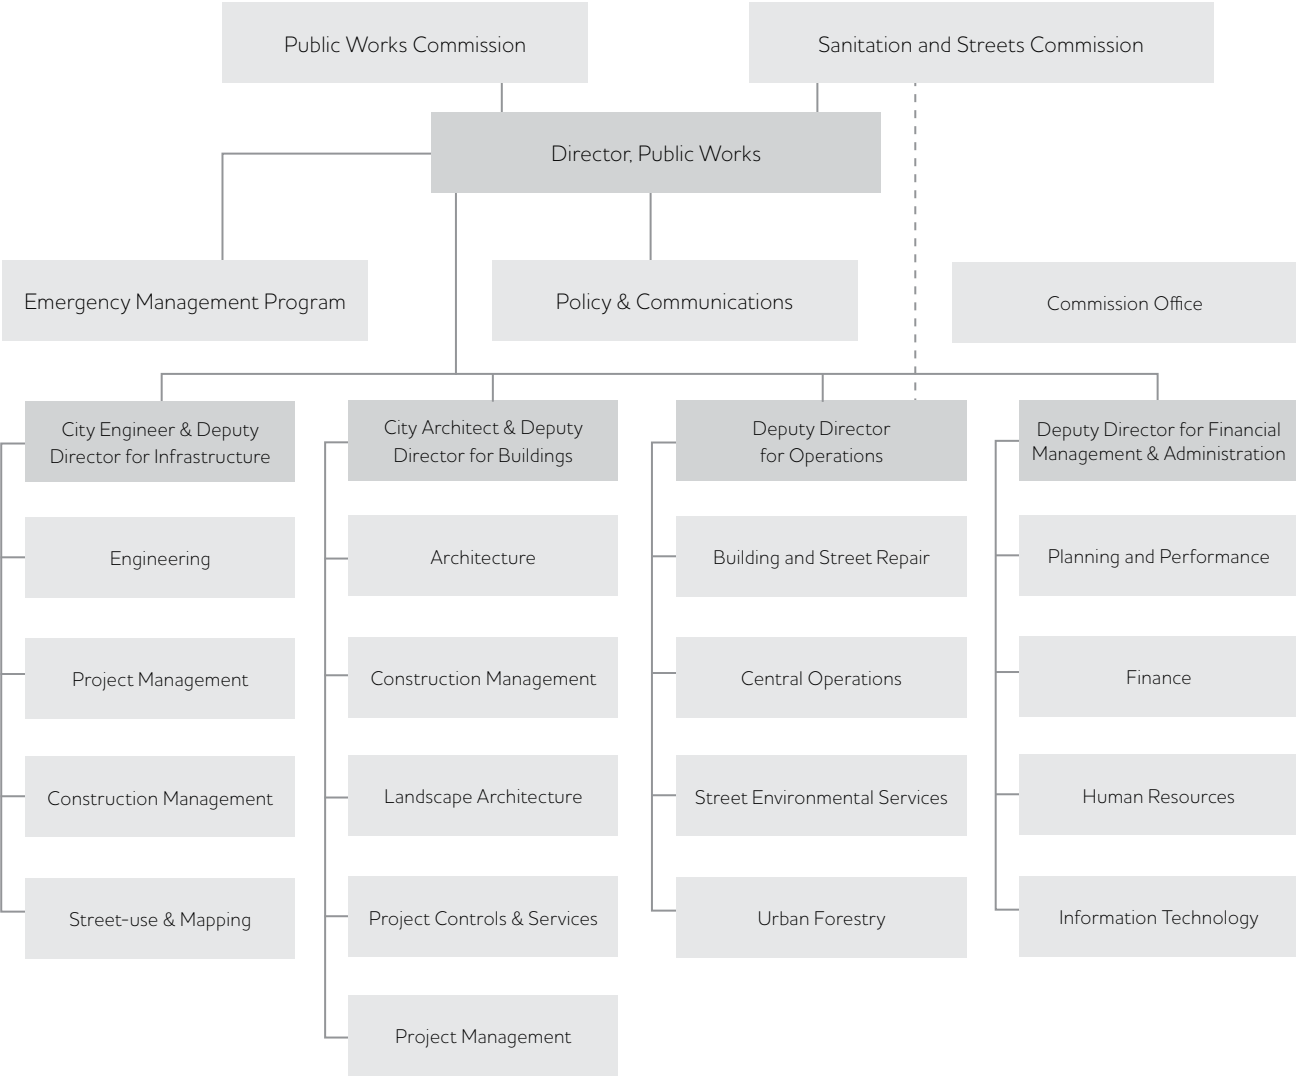 Public Works Commission
Sanitation and Streets Commission
Director, Public Works
Emergency Management Program
Policy & Communications
Commission Office
City Engineer & Deputy
Director for Infrastructure
City Architect & Deputy
Director for Buildings
Deputy Director
for Operations
Deputy Director for Financial
Management & Administration
Engineering
Architecture
Building and Street Repair
Planning and Performance
Project Management
Construction Management
Central Operations
Finance
Construction Management
Landscape Architecture
Street Environmental Services
Human Resources
Street-use & Mapping
Project Controls & Services
Urban Forestry
Information Technology
Project Management